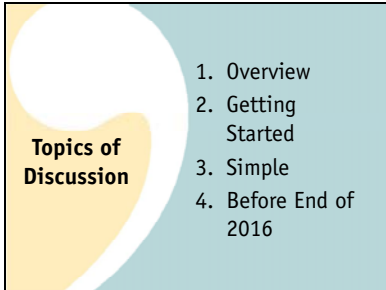 Topics of
Discussion
1. Overview
2. Getting
Started
3. Simple
4. Before End of
2016